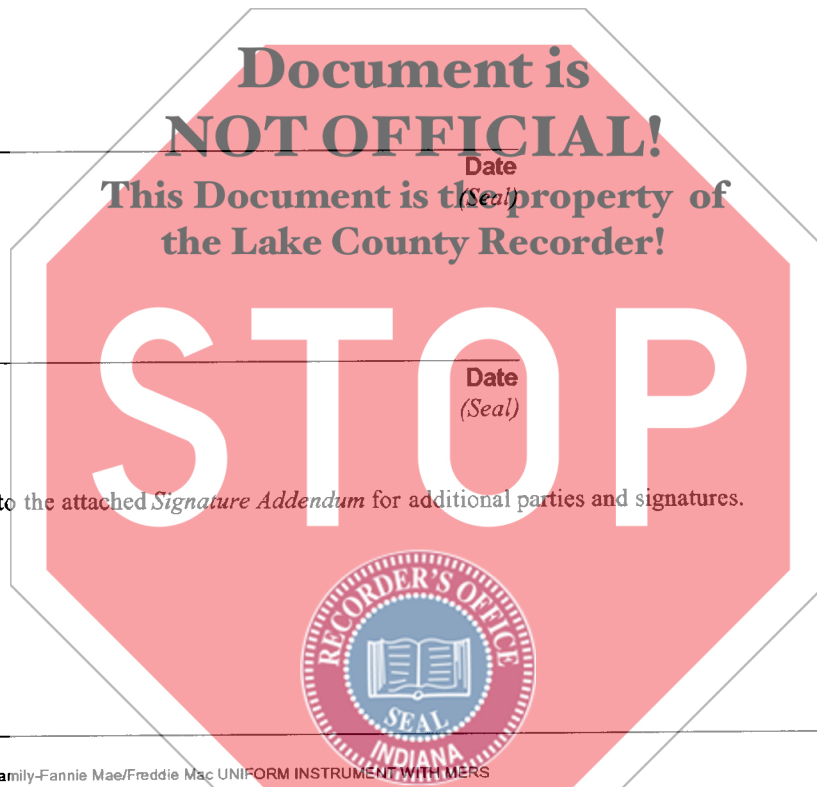 Document is
NOT OFFICIAL!
Date
This Document is the property of
(Seal)
the Lake County Recorder!
STOP
Date
(Seal)
to the attached Signature Addendum for additional parties and signatures.
RECORDER'S OFFICE
SEAL
INDIANA
amily-Fannie Mae/Freddie Mac UNIFORM INSTRUMENT WITH MERS